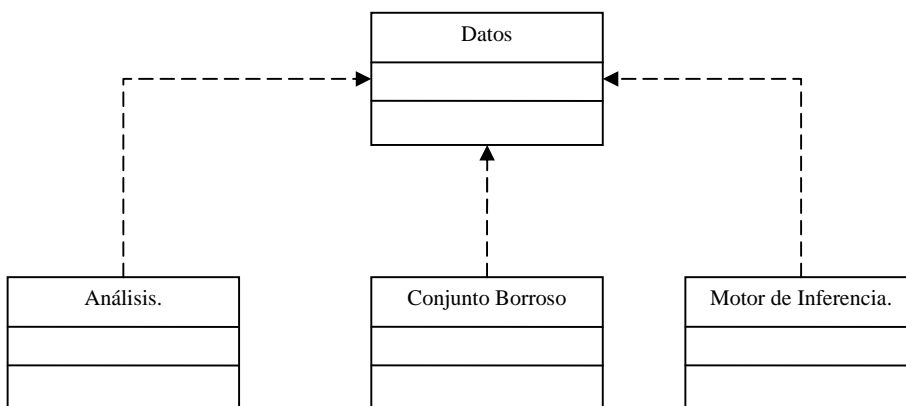 Datos
Análisis.
Conjunto Borroso
Motor de Inferencia.